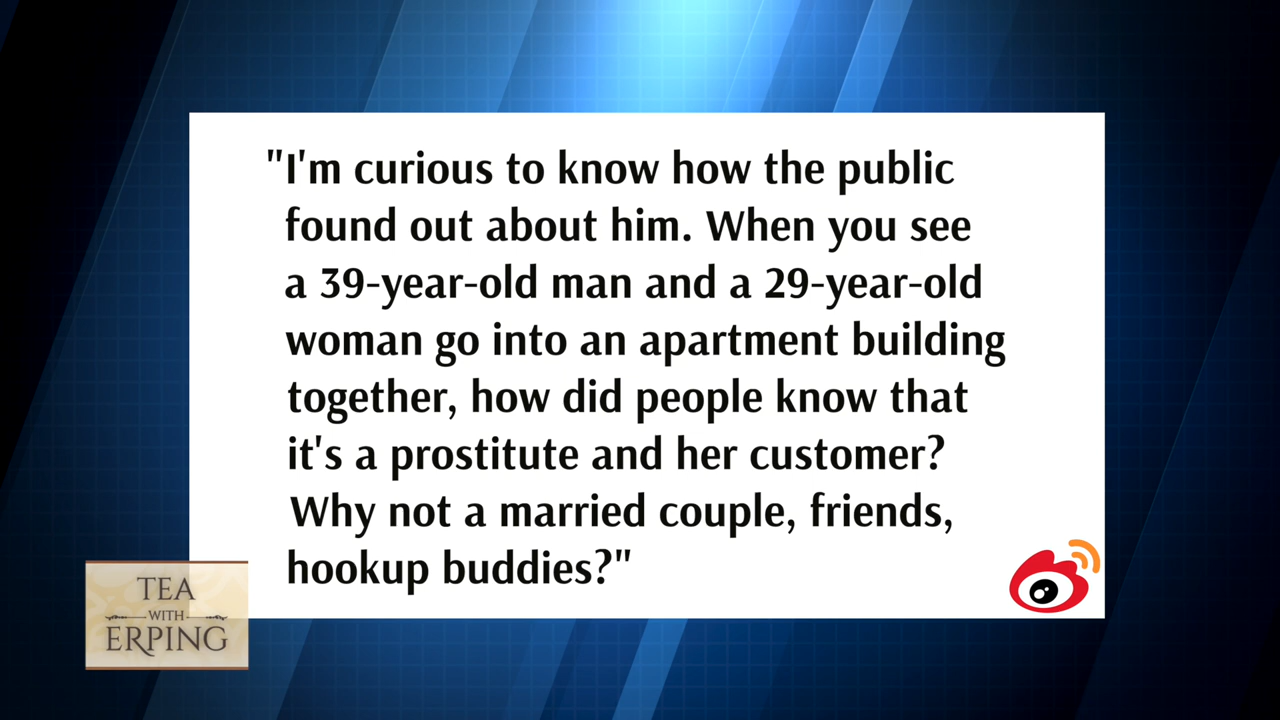 "I'm curious to know how the public
found out about him. When you see
a 39-year-old man and a 29-year-old
woman go into an apartment building
together, how did people know that
it's a prostitute and her customer?
Why not a married couple, friends,
hookup buddies?"
TEA
WITH
ERPING